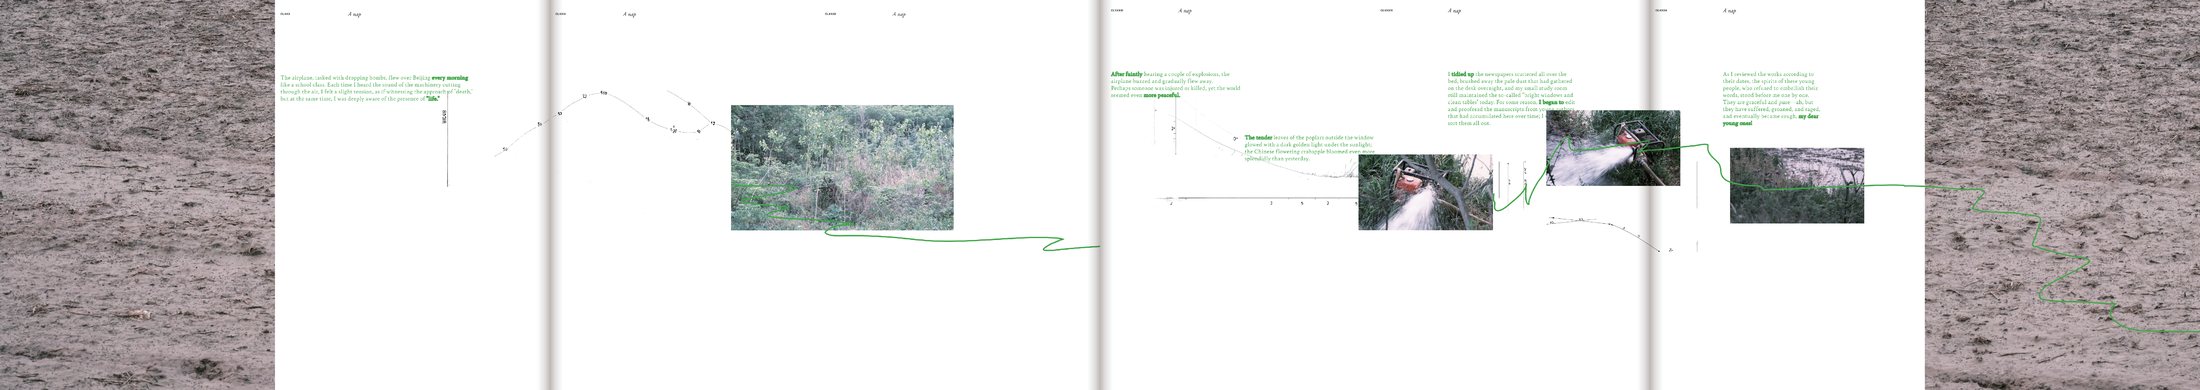 A nap
A nap
A nap
A nap
A nap
A nap
The airplane, tasked with dropping bombs, flew over Beijing every morning
like a school class. Each time I heard the sound of the machinery cutting
through the air, I felt a slight tension, as if witnessing the approach of "death,"
but at the same time, I was deeply aware of the presence of "life."
After faintly hearing a couple of explosions, the
airplane buzzed and gradually flew away.
Perhaps someone was injured or killed, yet the world
seemed even more peaceful.
The tender leaves of the poplars outside the window
glowed with a dark golden light under the sunlight;
the Chinese flowering crabapple bloomed even more
splendidly than yesterday.
I tidied up the newspapers scattered all over the
bed, brushed away the pale dust that had gathered
on the desk overnight, and my small study room
still maintained the so-called "bright windows and
clean tables" today. For some reason, I began to edit
and proofread the manuscripts from young authors
that had accumulated here over time; I
sort them all out.
As I reviewed the works according to
their dates, the spirits of these young
people, who refused to embellish their
words, stood before me one by one.
They are graceful and pure ah, but
they have suffered, groaned, and raged,
and eventually became rough, my dear
young ones!